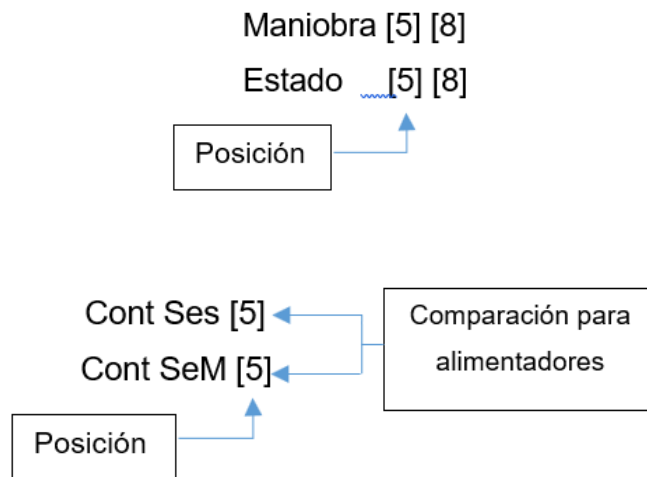 Maniobra [5] [8]
Estado [5] [8]
Posición
Cont Ses [5]
Cont SeM [5]
Comparación para
alimentadores
Posición